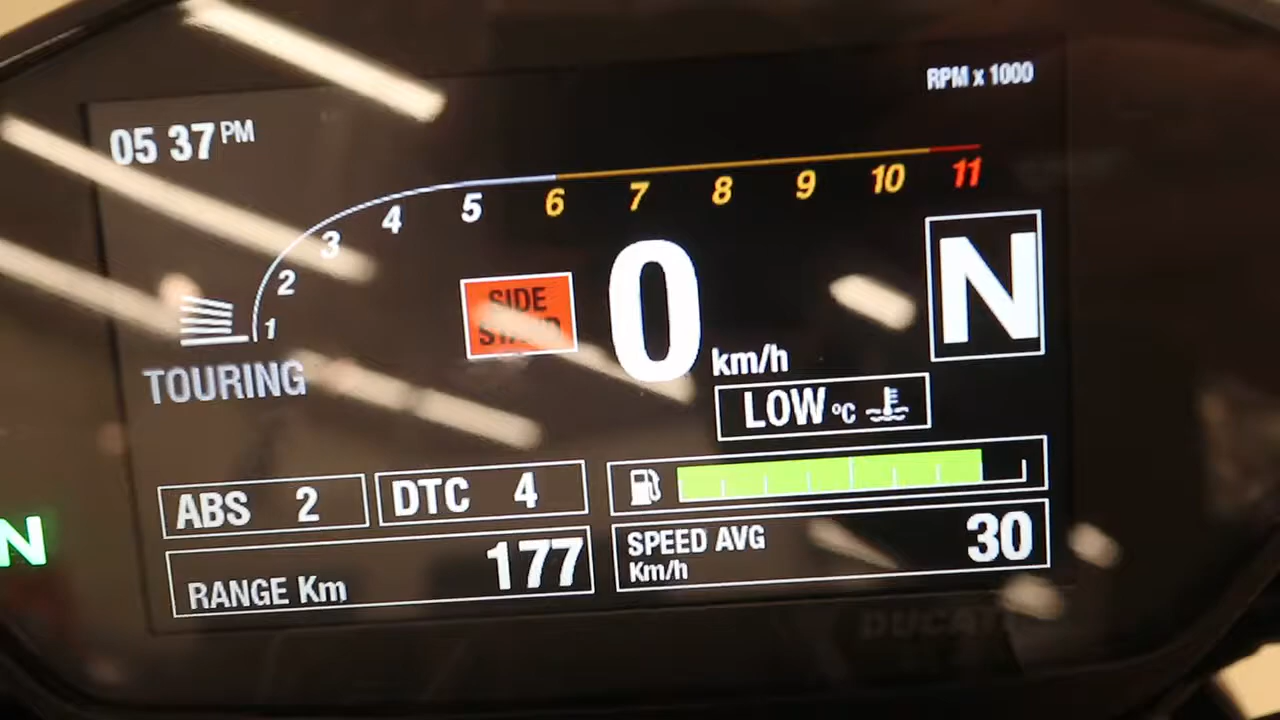 RPM x 1000
05 37 PM
1 2 3 4 5 6 7 8 9 10 11
TOURING
SIDE
STAND
0 km/h
N
LOW °C
ABS 2
DTC 4
RANGE Km 177
SPEED AVG
Km/h
30
N
DUCATI